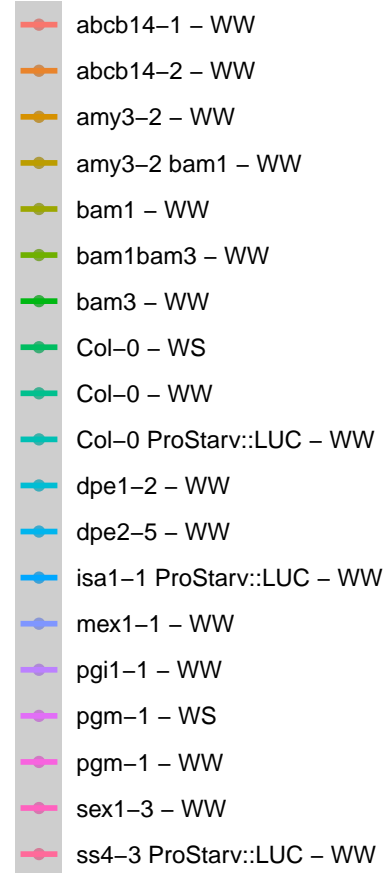 abcb14−1 − WW
abcb14−2 − WW
amy3−2 − WW
amy3−2 bam1 − WW
bam1 − WW
bam1bam3 − WW
bam3 − WW
Col−0 − WS
Col−0 − WW
Col−0 ProStarv::LUC − WW
dpe1−2 − WW
dpe2−5 − WW
isa1−1 ProStarv::LUC − WW
mex1−1 − WW
pgi1−1 − WW
pgm−1 − WS
pgm−1 − WW
sex1−3 − WW
ss4−3 ProStarv::LUC − WW